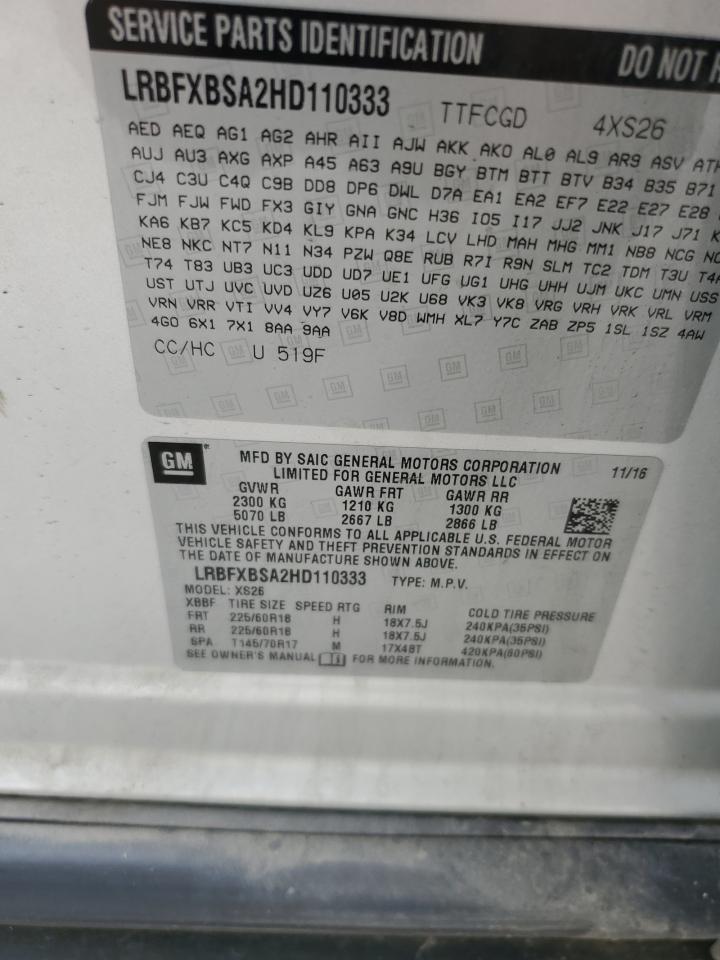 SERVICE PARTS IDENTIFICATION DO NOT
LRBFXBSA2HD110333 TTFCGD 4XS26
AED AEQ AG1 AG2 AHR AII AJW AKK AKO AL0 AL9 AR9 ASV
AUJ AU3 AXG AXP A45 A63 A9U BGY BTM BTT BTV B34 B35 B71
CJ4 C3U C4Q C9B DD8 DP6 DWL D7A EA1 EA2 EF7 E22 E27 E28
FJM FJW FWD FX3 GIY GNA GNC H36 IO5 I17 JJ2 JNK J17 J71
KA6 KB7 KC5 KD4 KL9 KPA K34 LCV LHD MAH MHG MM1 NB8 NCG
NE8 NKC NT7 N11 N34 PZW Q8E RUB R7I R9N SLM TC2 TDM T3U
T74 T83 UB3 UC3 UDD UD7 UE1 UFG UG1 UHG UHH UJM UKC UMN USS
UST UTJ UVC UVD UZ6 U05 U2K U68 VK3 VK8 VRG VRH VRK VRL VRM
VRN VRR VTI VV4 VY7 V6K V8D WMH XL7 Y7C ZAB ZP5 1SL 1SZ 4AW
4G0 6X1 7X1 8AA 9AA
CC/HC U 519F
GM MFD BY SAIC GENERAL MOTORS CORPORATION 11/16
LIMITED FOR GENERAL MOTORS LLC
GVWR GAWR FRT GAWR RR
2300 KG 1210 KG 1300 KG
5070 LB 2667 LB 2866 LB
THIS VEHICLE CONFORMS TO ALL APPLICABLE U.S. FEDERAL MOTOR
VEHICLE SAFETY AND THEFT PREVENTION STANDARDS IN EFFECT ON
THE DATE OF MANUFACTURE SHOWN ABOVE.
LRBFXBSA2HD110333 TYPE: M.P.V.
MODEL: XS26
XBBF TIRE SIZE SPEED RTG RIM COLD TIRE PRESSURE
FRT 225/60R18 H 18X7.5J 240KPA(35PSI)
RR 225/60R18 H 18X7.5J 240KPA(35PSI)
SPA T145/70R17 M 17X4BT 420KPA(60PSI)
SEE OWNER'S MANUAL FOR MORE INFORMATION.